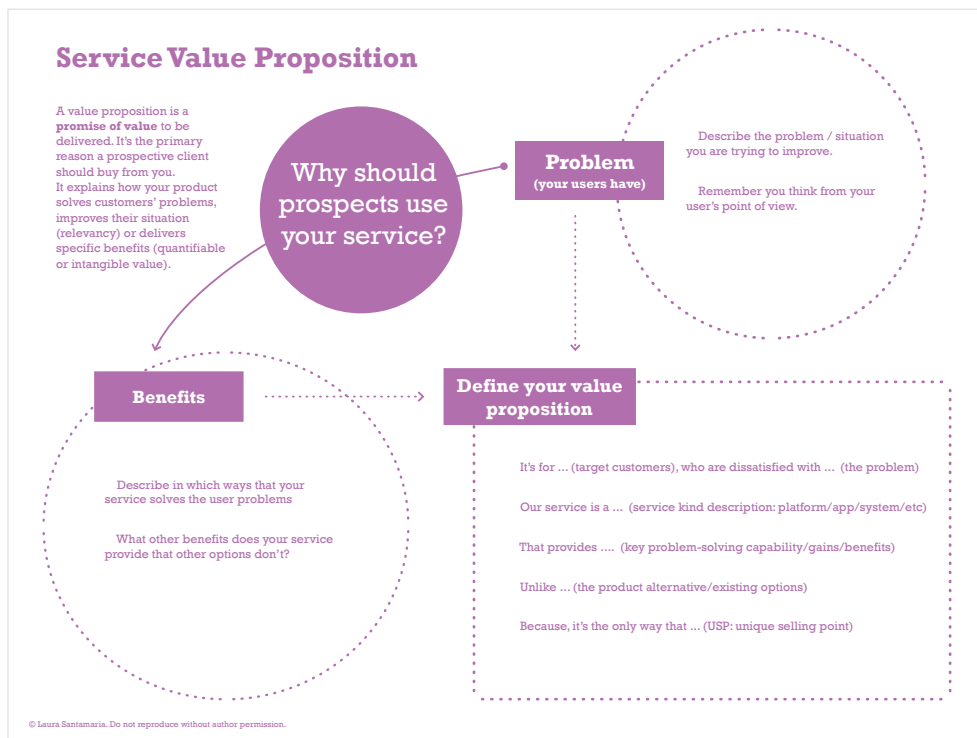 Service Value Proposition
A value proposition is a
promise of value to be
delivered. It's the primary
reason a prospective client
should buy from you.
It explains how your product
solves customers' problems,
improves their situation
(relevancy) or delivers
specific benefits (quantifiable
or intangible value).
Why should
prospects use
your service?
Problem
(your users have)
Describe the problem / situation
you are trying to improve.
Remember you think from your
user's point of view.
Benefits
Describe in which ways that your
service solves the user problems
What other benefits does your service
provide that other options don't?
Define your value
proposition
It's for ... (target customers), who are dissatisfied with ... (the problem)
Our service is a ... (service kind description: platform/app/system/etc)
That provides .... (key problem-solving capability/gains/benefits)
Unlike ... (the product alternative/existing options)
Because, it's the only way that ... (USP: unique selling point)
© Laura Santamaria. Do not reproduce without author permission.